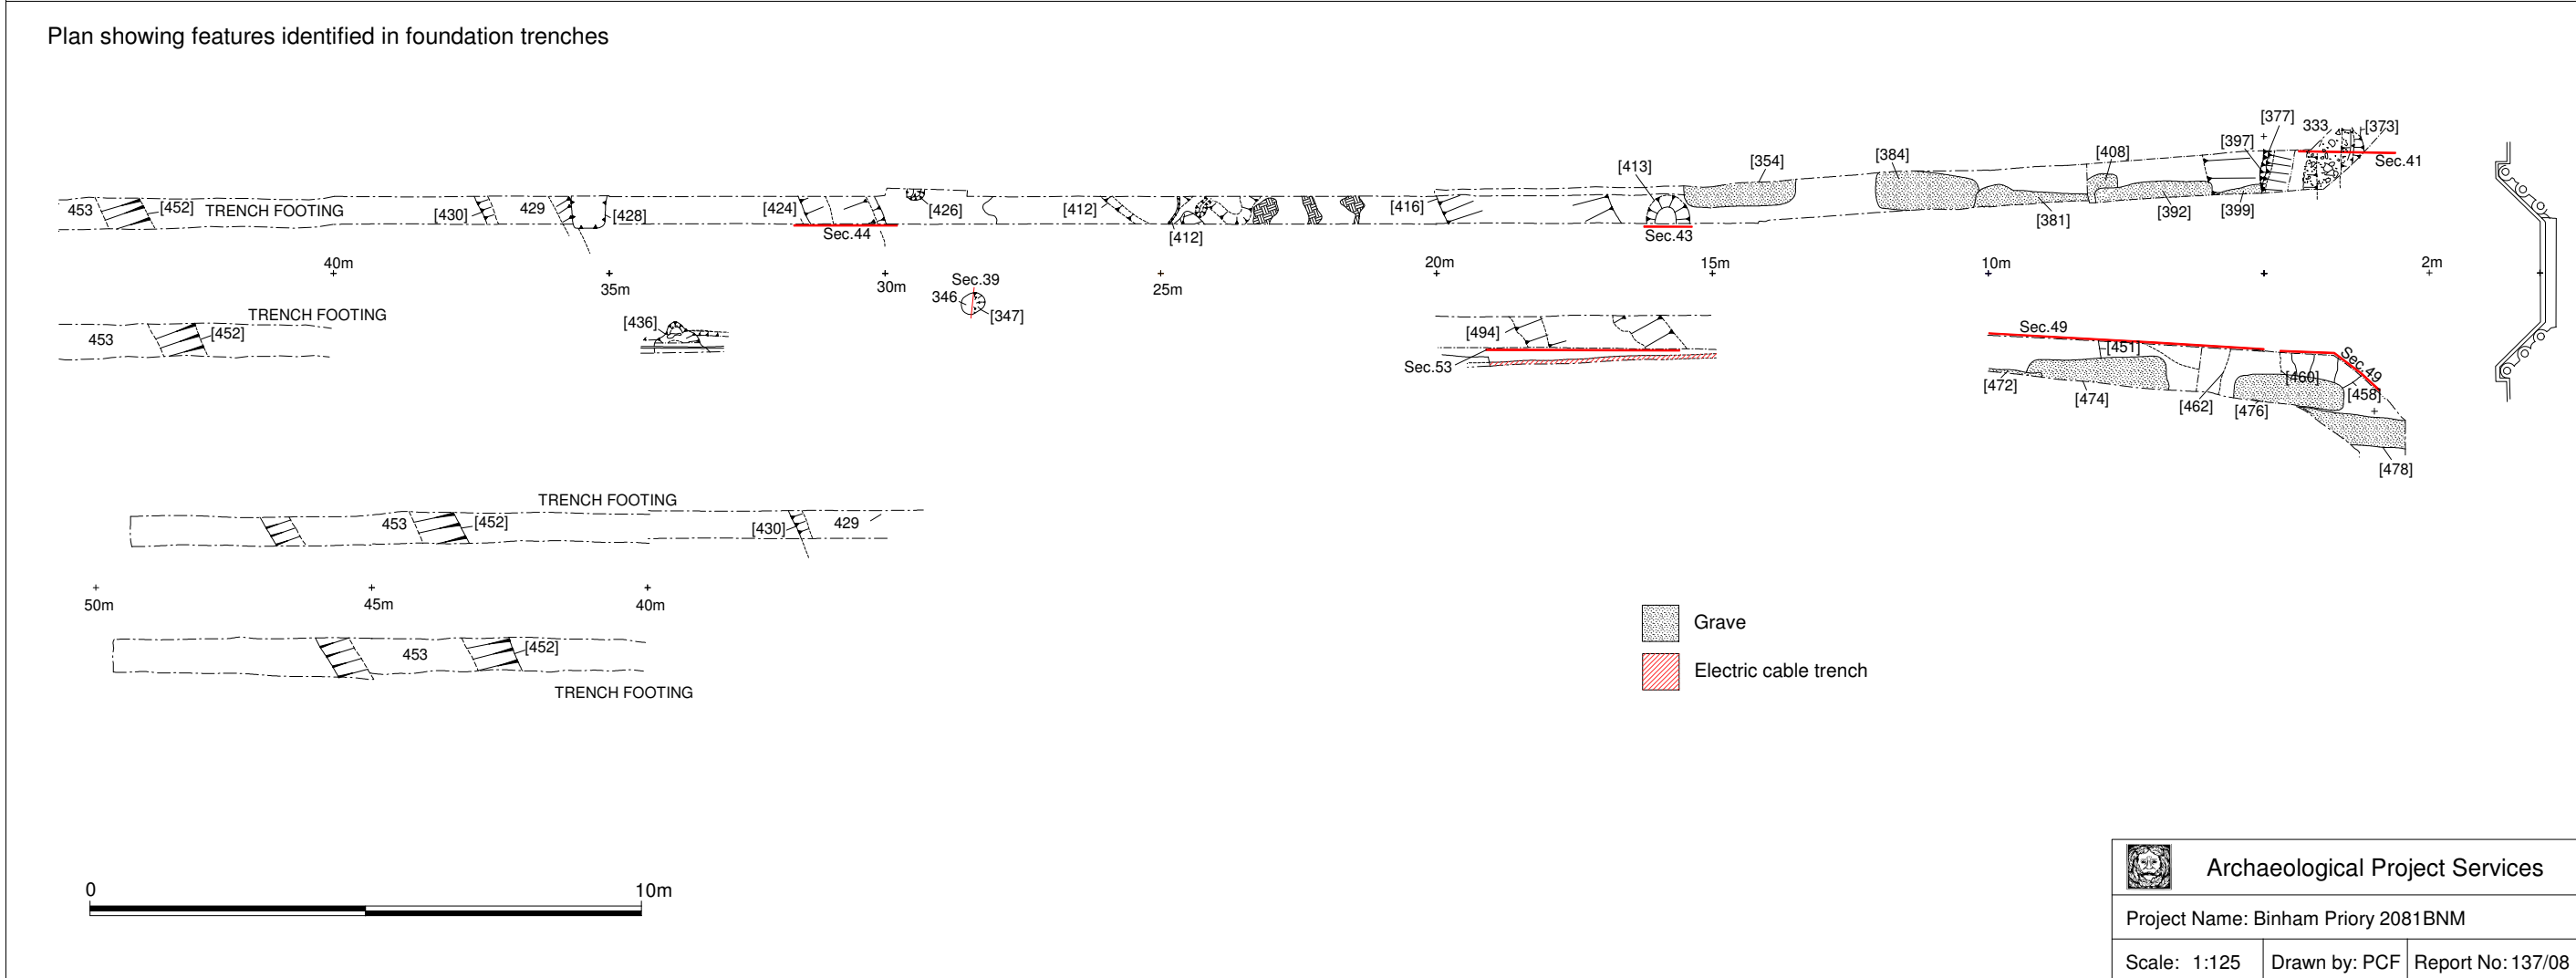 Plan showing features identified in foundation trenches
[377]
333
[373]
[397]
[408]
[384]
[354]
[413]
Sec.41
453
[452]
TRENCH FOOTING
[430]
429
[428]
[424]
[426]
[412]
[416]
[381]
[392]
[399]
Sec.44
[412]
Sec.43
40m
35m
30m
25m
20m
15m
10m
2m
Sec.39
346
[347]
TRENCH FOOTING
453
[452]
[436]
[494]
Sec.53
Sec.49
[451]
Sec.49
[460]
[458]
[472]
[474]
[462]
[476]
[478]
TRENCH FOOTING
453
[452]
[430]
429
50m
45m
40m
453
[452]
TRENCH FOOTING
Grave
Electric cable trench
0
10m
Archaeological Project Services
Project Name: Binham Priory 2081BNM
Scale: 1:125
Drawn by: PCF
Report No: 137/08